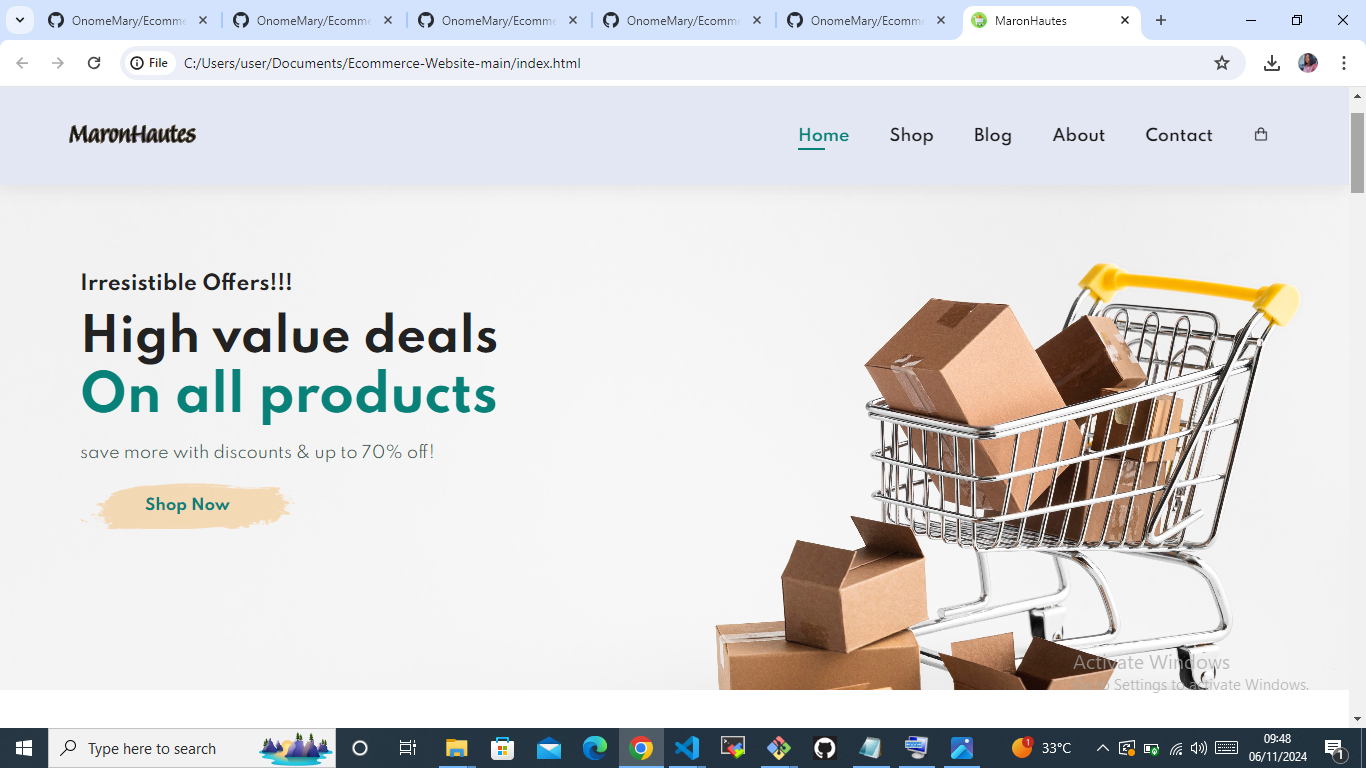 OnomeMary/Ecomme
OnomeMary/Ecomme
OnomeMary/Ecomme
OnomeMary/Ecomme
OnomeMary/Ecomme
MaronHautes
File
C:/Users/user/Documents/Ecommerce-Website-main/index.html
MaronHautes
Home
Shop
Blog
About
Contact
Irresistible Offers!!!
High value deals
On all products
save more with discounts & up to 70% off!
Shop Now
Activate Windows
to Settings to activate Windows.
Type here to search
1
33°C
09:48
06/11/2024
1